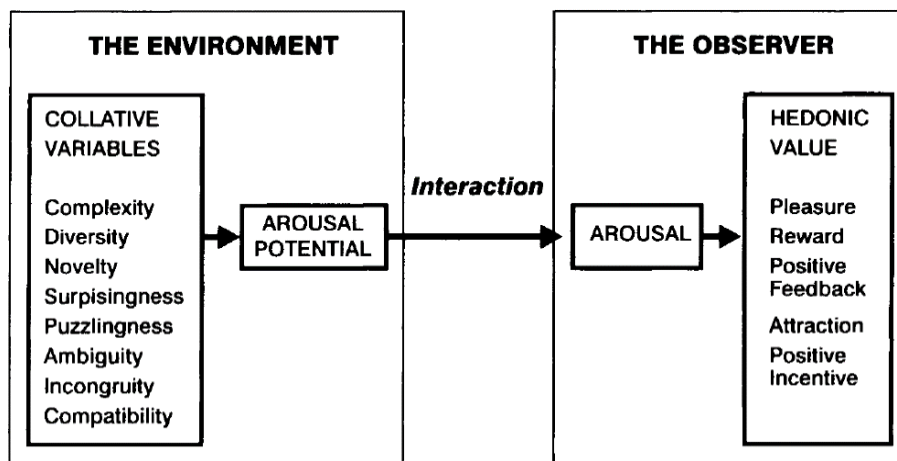 THE ENVIRONMENT
COLLATIVE
VARIABLES
Complexity
Diversity
Novelty
Surpisingness
Puzzlingness
Ambiguity
Incongruity
Compatibility
AROUSAL
POTENTIAL
Interaction
THE OBSERVER
AROUSAL
HEDONIC
VALUE
Pleasure
Reward
Positive
Feedback
Attraction
Positive
Incentive